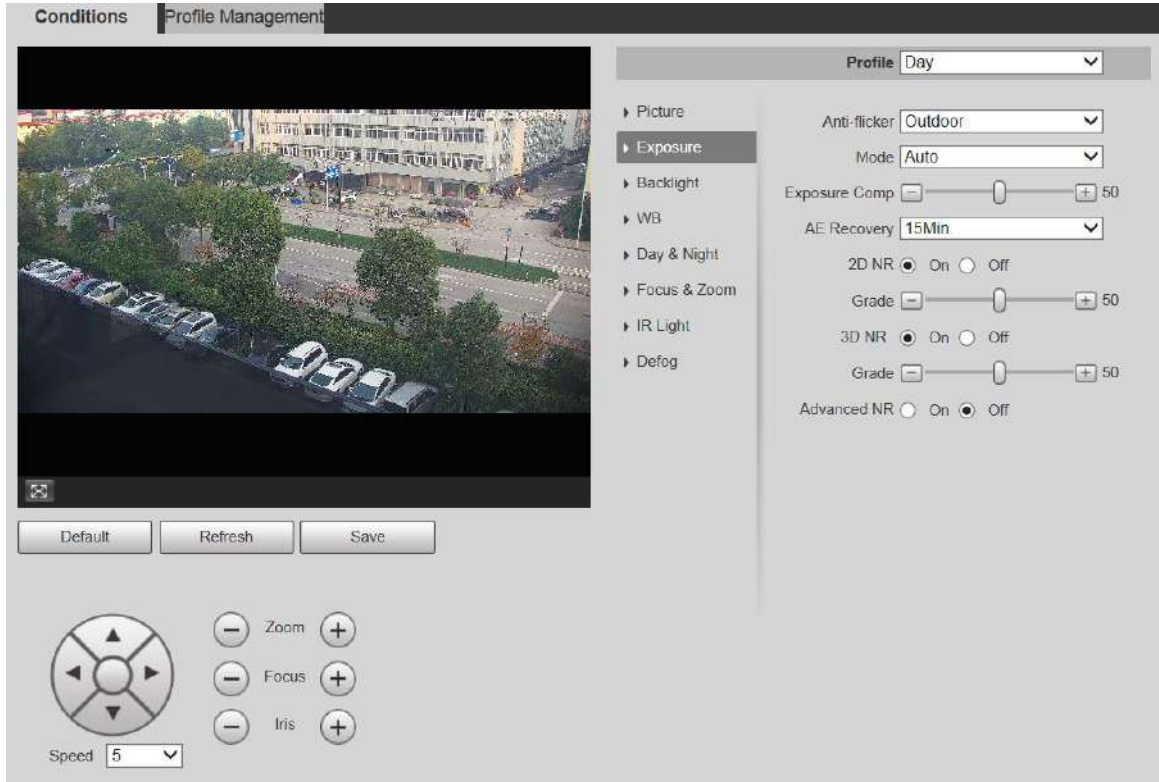 Conditions
Profile Management
Profile Day
Picture
Exposure
Backlight
WB
Day & Night
Focus & Zoom
IR Light
Defog
Anti-flicker Outdoor
Mode Auto
Exposure Comp 50
AE Recovery 15Min
2D NR On Off
Grade 50
3D NR On Off
Grade 50
Advanced NR On Off
Default Refresh Save
Zoom
Focus
Iris
Speed 5